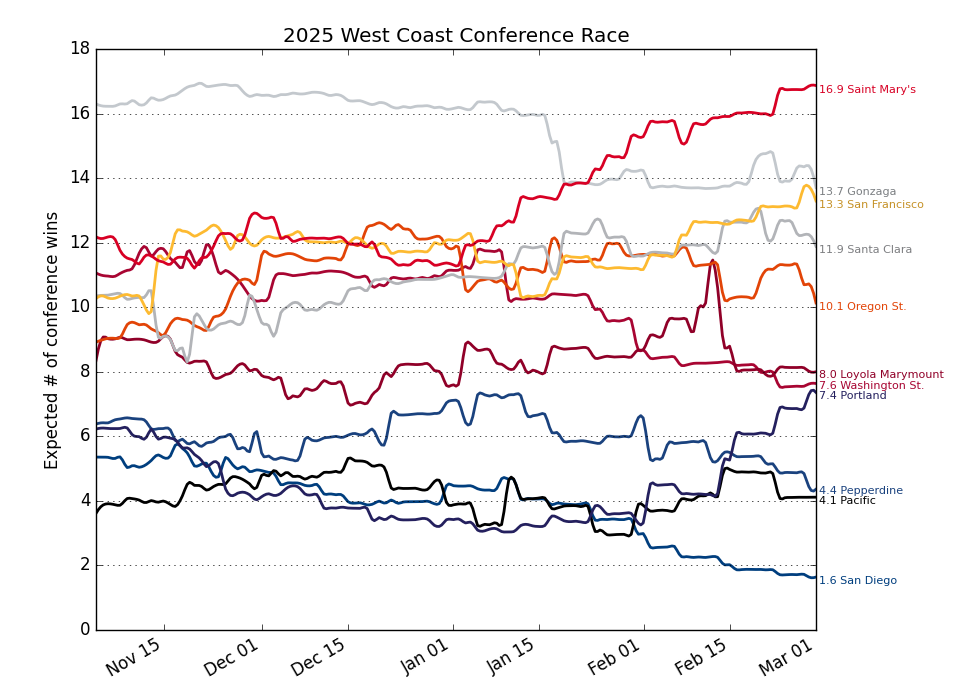 2025 West Coast Conference Race
Expected # of conference wins
18
16
14
12
10
8
6
4
2
0
Nov 15
Dec 01
Dec 15
Jan 01
Jan 15
Feb 01
Feb 15
Mar 01
16.9 Saint Mary's
13.7 Gonzaga
13.3 San Francisco
11.9 Santa Clara
10.1 Oregon St.
8.0 Loyola Marymount
7.6 Washington St.
7.4 Portland
4.4 Pepperdine
4.1 Pacific
1.6 San Diego